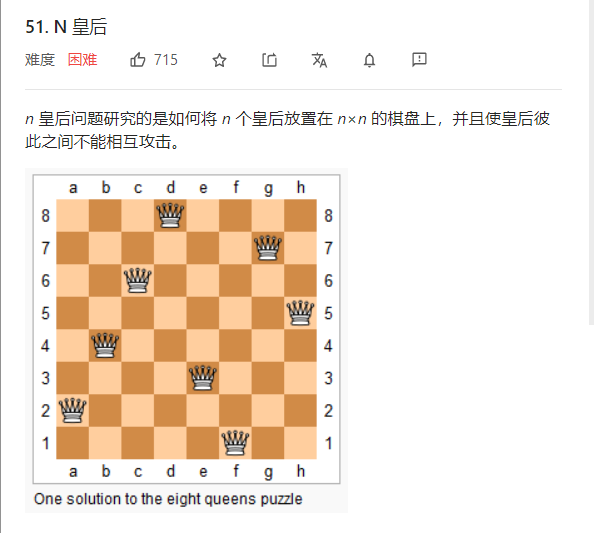 51. N 皇后
难度 困难 715
n 皇后问题研究的是如何将 n 个皇后放置在 n×n 的棋盘上，并且使皇后彼
此之间不能相互攻击。
a b c d e f g h
8 8
7 7
6 6
5 5
4 4
3 3
2 2
1 1
a b c d e f g h
One solution to the eight queens puzzle